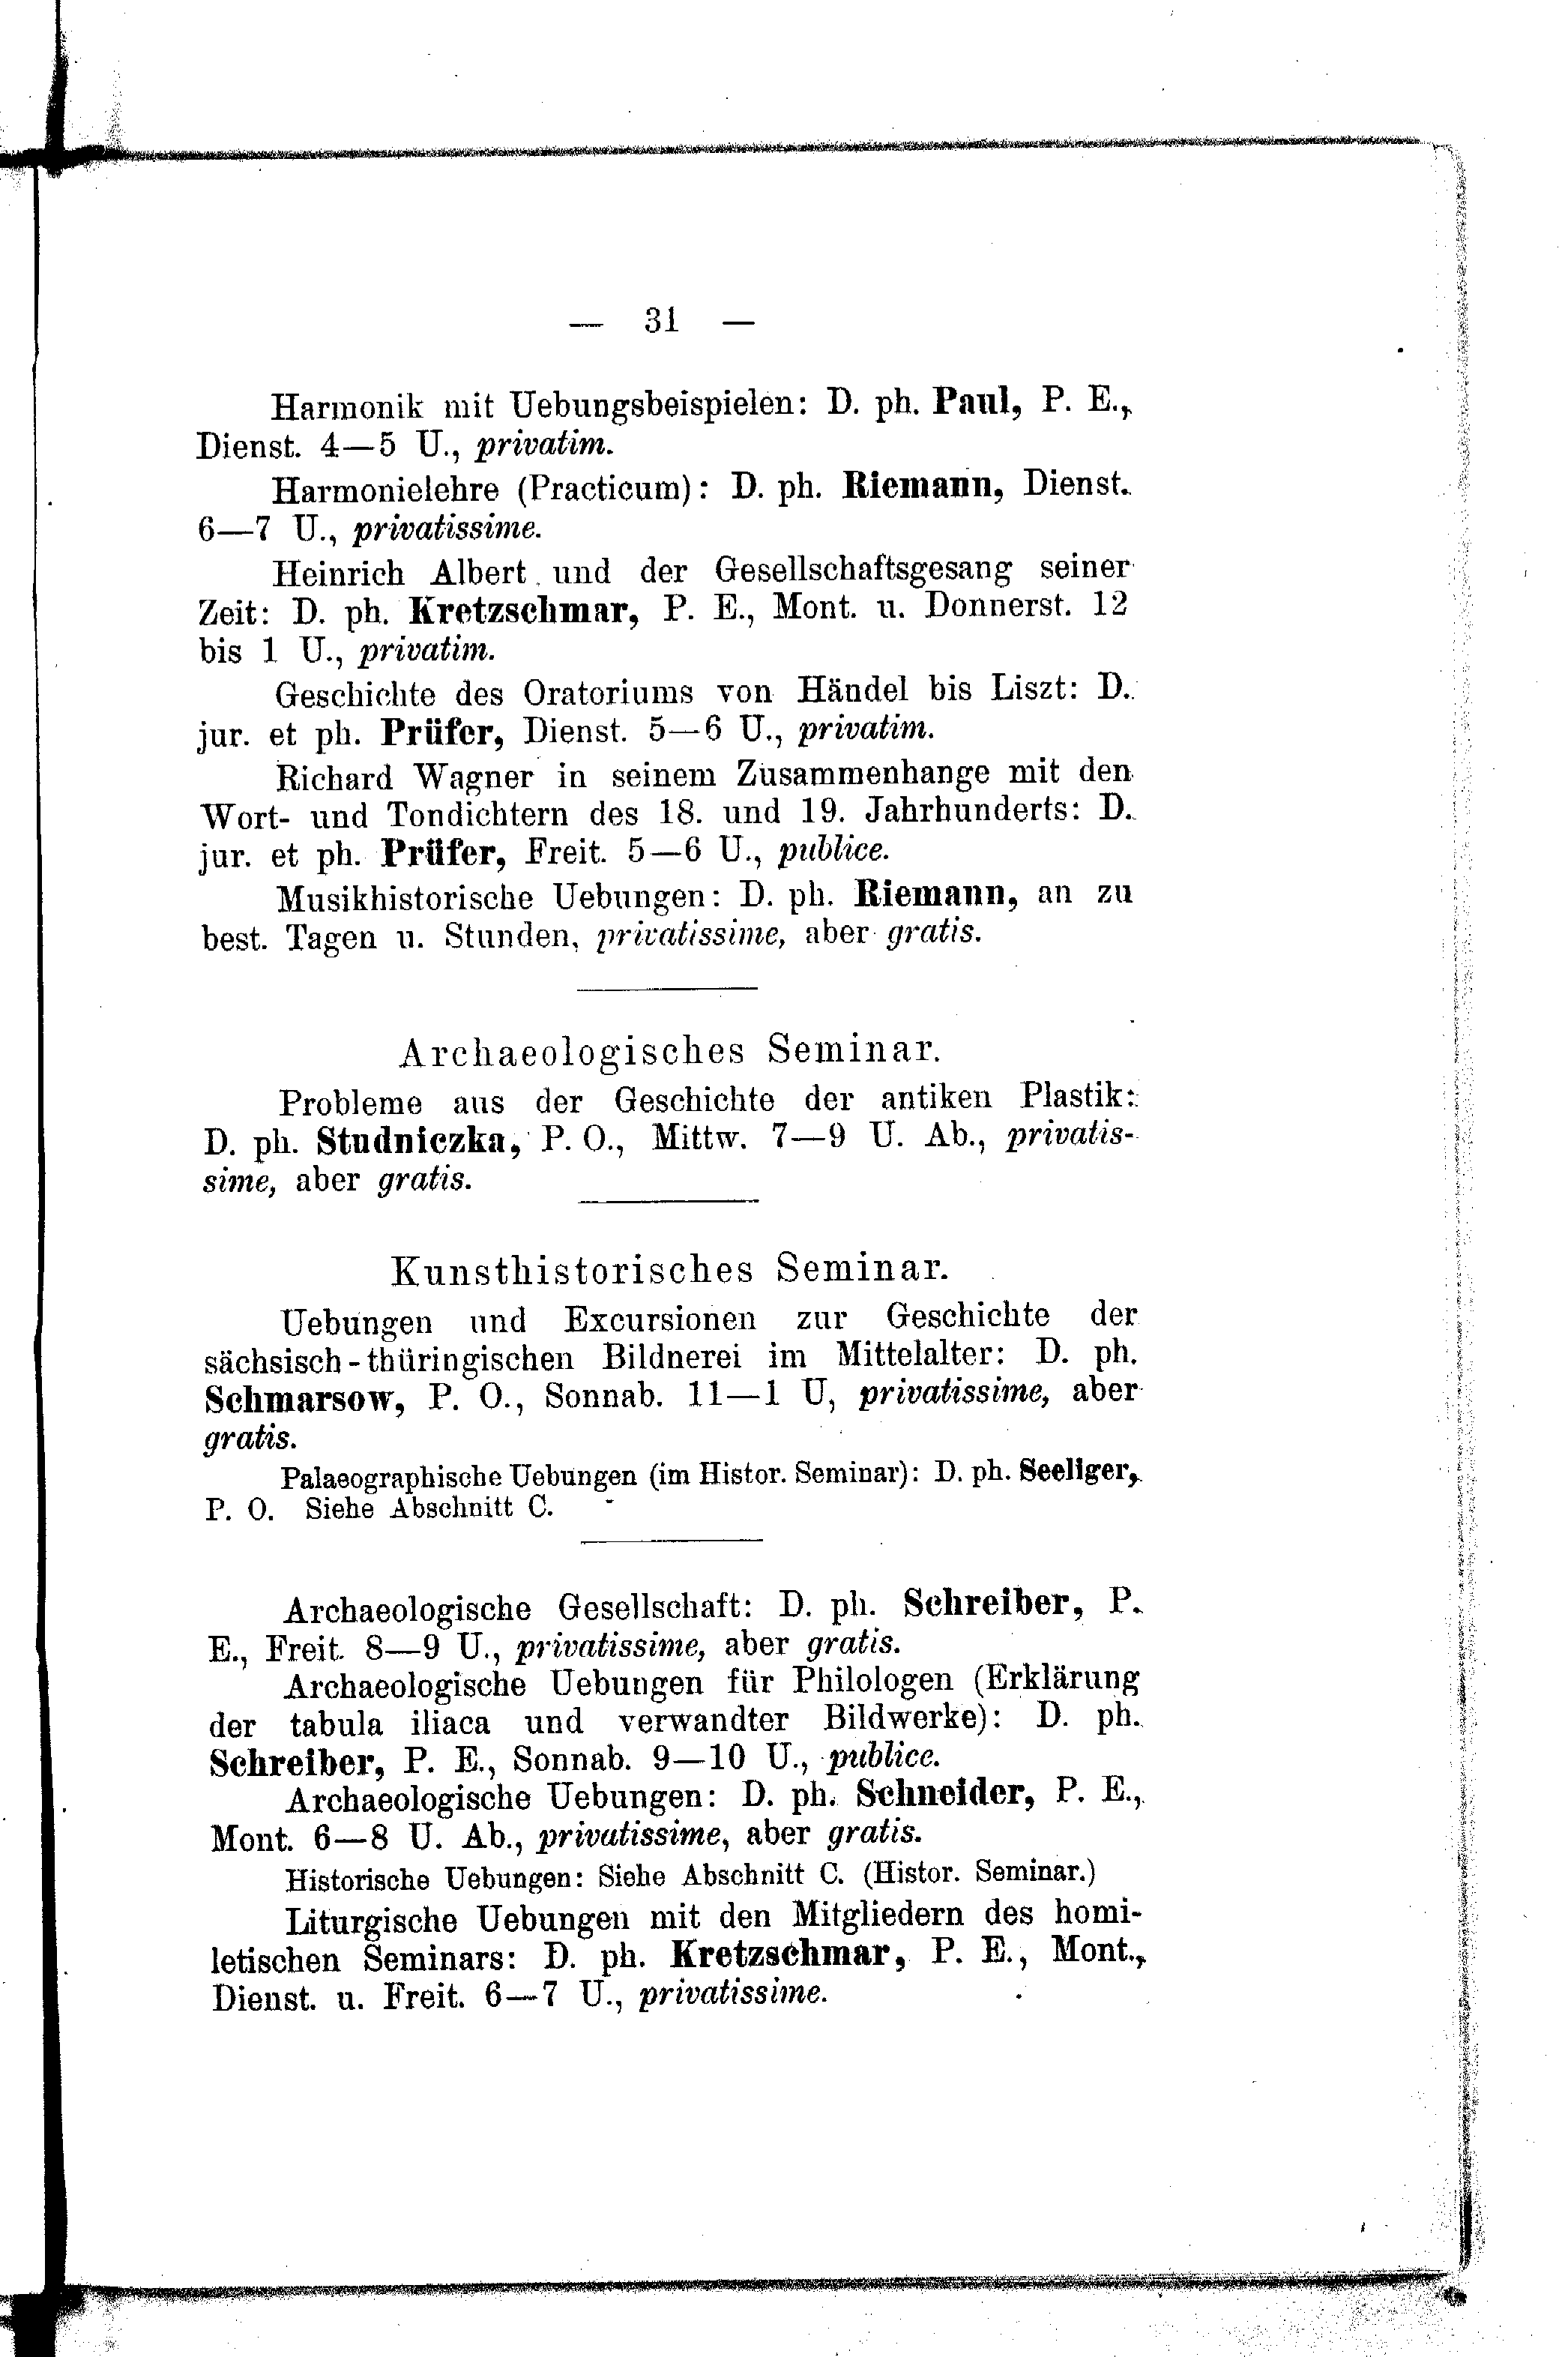 — 31 —
Harmonik mit Uebungsbeispielen: D. ph. Paul, P. E.,
Dienst. 4—5 U., privatim.
Harmonielehre (Practicum): D. ph. Riemann, Dienst.
6—7 U., privatissime.
Heinrich Albert und der Gesellschaftsgesang seiner
Zeit: D. ph. Kretzschmar, P. E., Mont. u. Donnerst. 12
bis 1 U., privatim.
Geschichte des Oratoriums von Händel bis Liszt: D.
jur. et ph. Prüfer, Dienst. 5—6 U., privatim.
Richard Wagner in seinem Zusammenhange mit den
Wort- und Tondichtern des 18. und 19. Jahrhunderts: D.
jur. et ph. Prüfer, Freit. 5—6 U., publice.
Musikhistorische Uebungen: D. ph. Riemann, an zu
best. Tagen u. Stunden, privatissime, aber gratis.
Archaeologisches Seminar.
Probleme aus der Geschichte der antiken Plastik:
D. ph. Studniczka, P. O., Mittw. 7—9 U. Ab., privatis-
sime, aber gratis.
Kunsthistorisches Seminar.
Uebungen und Excursionen zur Geschichte der
sächsisch-thüringischen Bildnerei im Mittelalter: D. ph.
Schmarsow, P. O., Sonnab. 11—1 U, privatissime, aber
gratis.
Palaeographische Uebungen (im Histor. Seminar): D. ph. Seeliger,
P. O. Siehe Abschnitt C.
Archaeologische Gesellschaft: D. ph. Schreiber, P.
E., Freit. 8—9 U., privatissime, aber gratis.
Archaeologische Uebungen für Philologen (Erklärung
der tabula iliaca und verwandter Bildwerke): D. ph.
Schreiber, P. E., Sonnab. 9—10 U., publice.
Archaeologische Uebungen: D. ph. Schneider, P. E.,
Mont. 6—8 U. Ab., privatissime, aber gratis.
Historische Uebungen: Siehe Abschnitt C. (Histor. Seminar.)
Liturgische Uebungen mit den Mitgliedern des homi-
letischen Seminars: D. ph. Kretzschmar, P. E., Mont.,
Dienst. u. Freit. 6—7 U., privatissime.